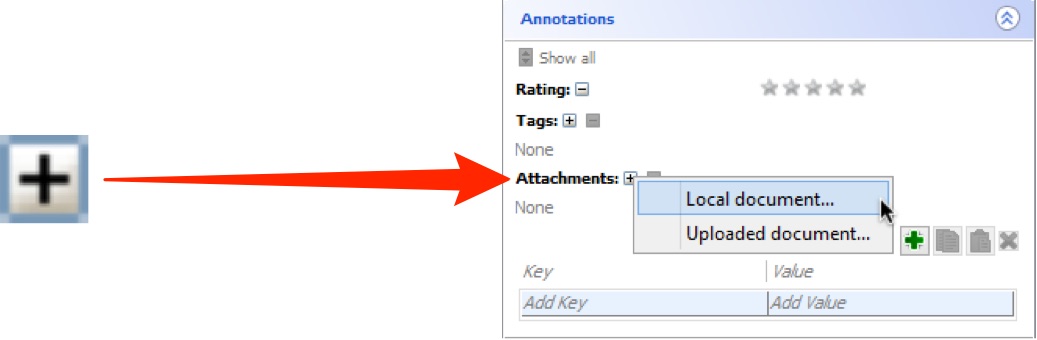 Annotations
Show all
Rating:
Tags:
None
Attachments:
None
Local document...
Uploaded document...
Key Value
Add Key Add Value